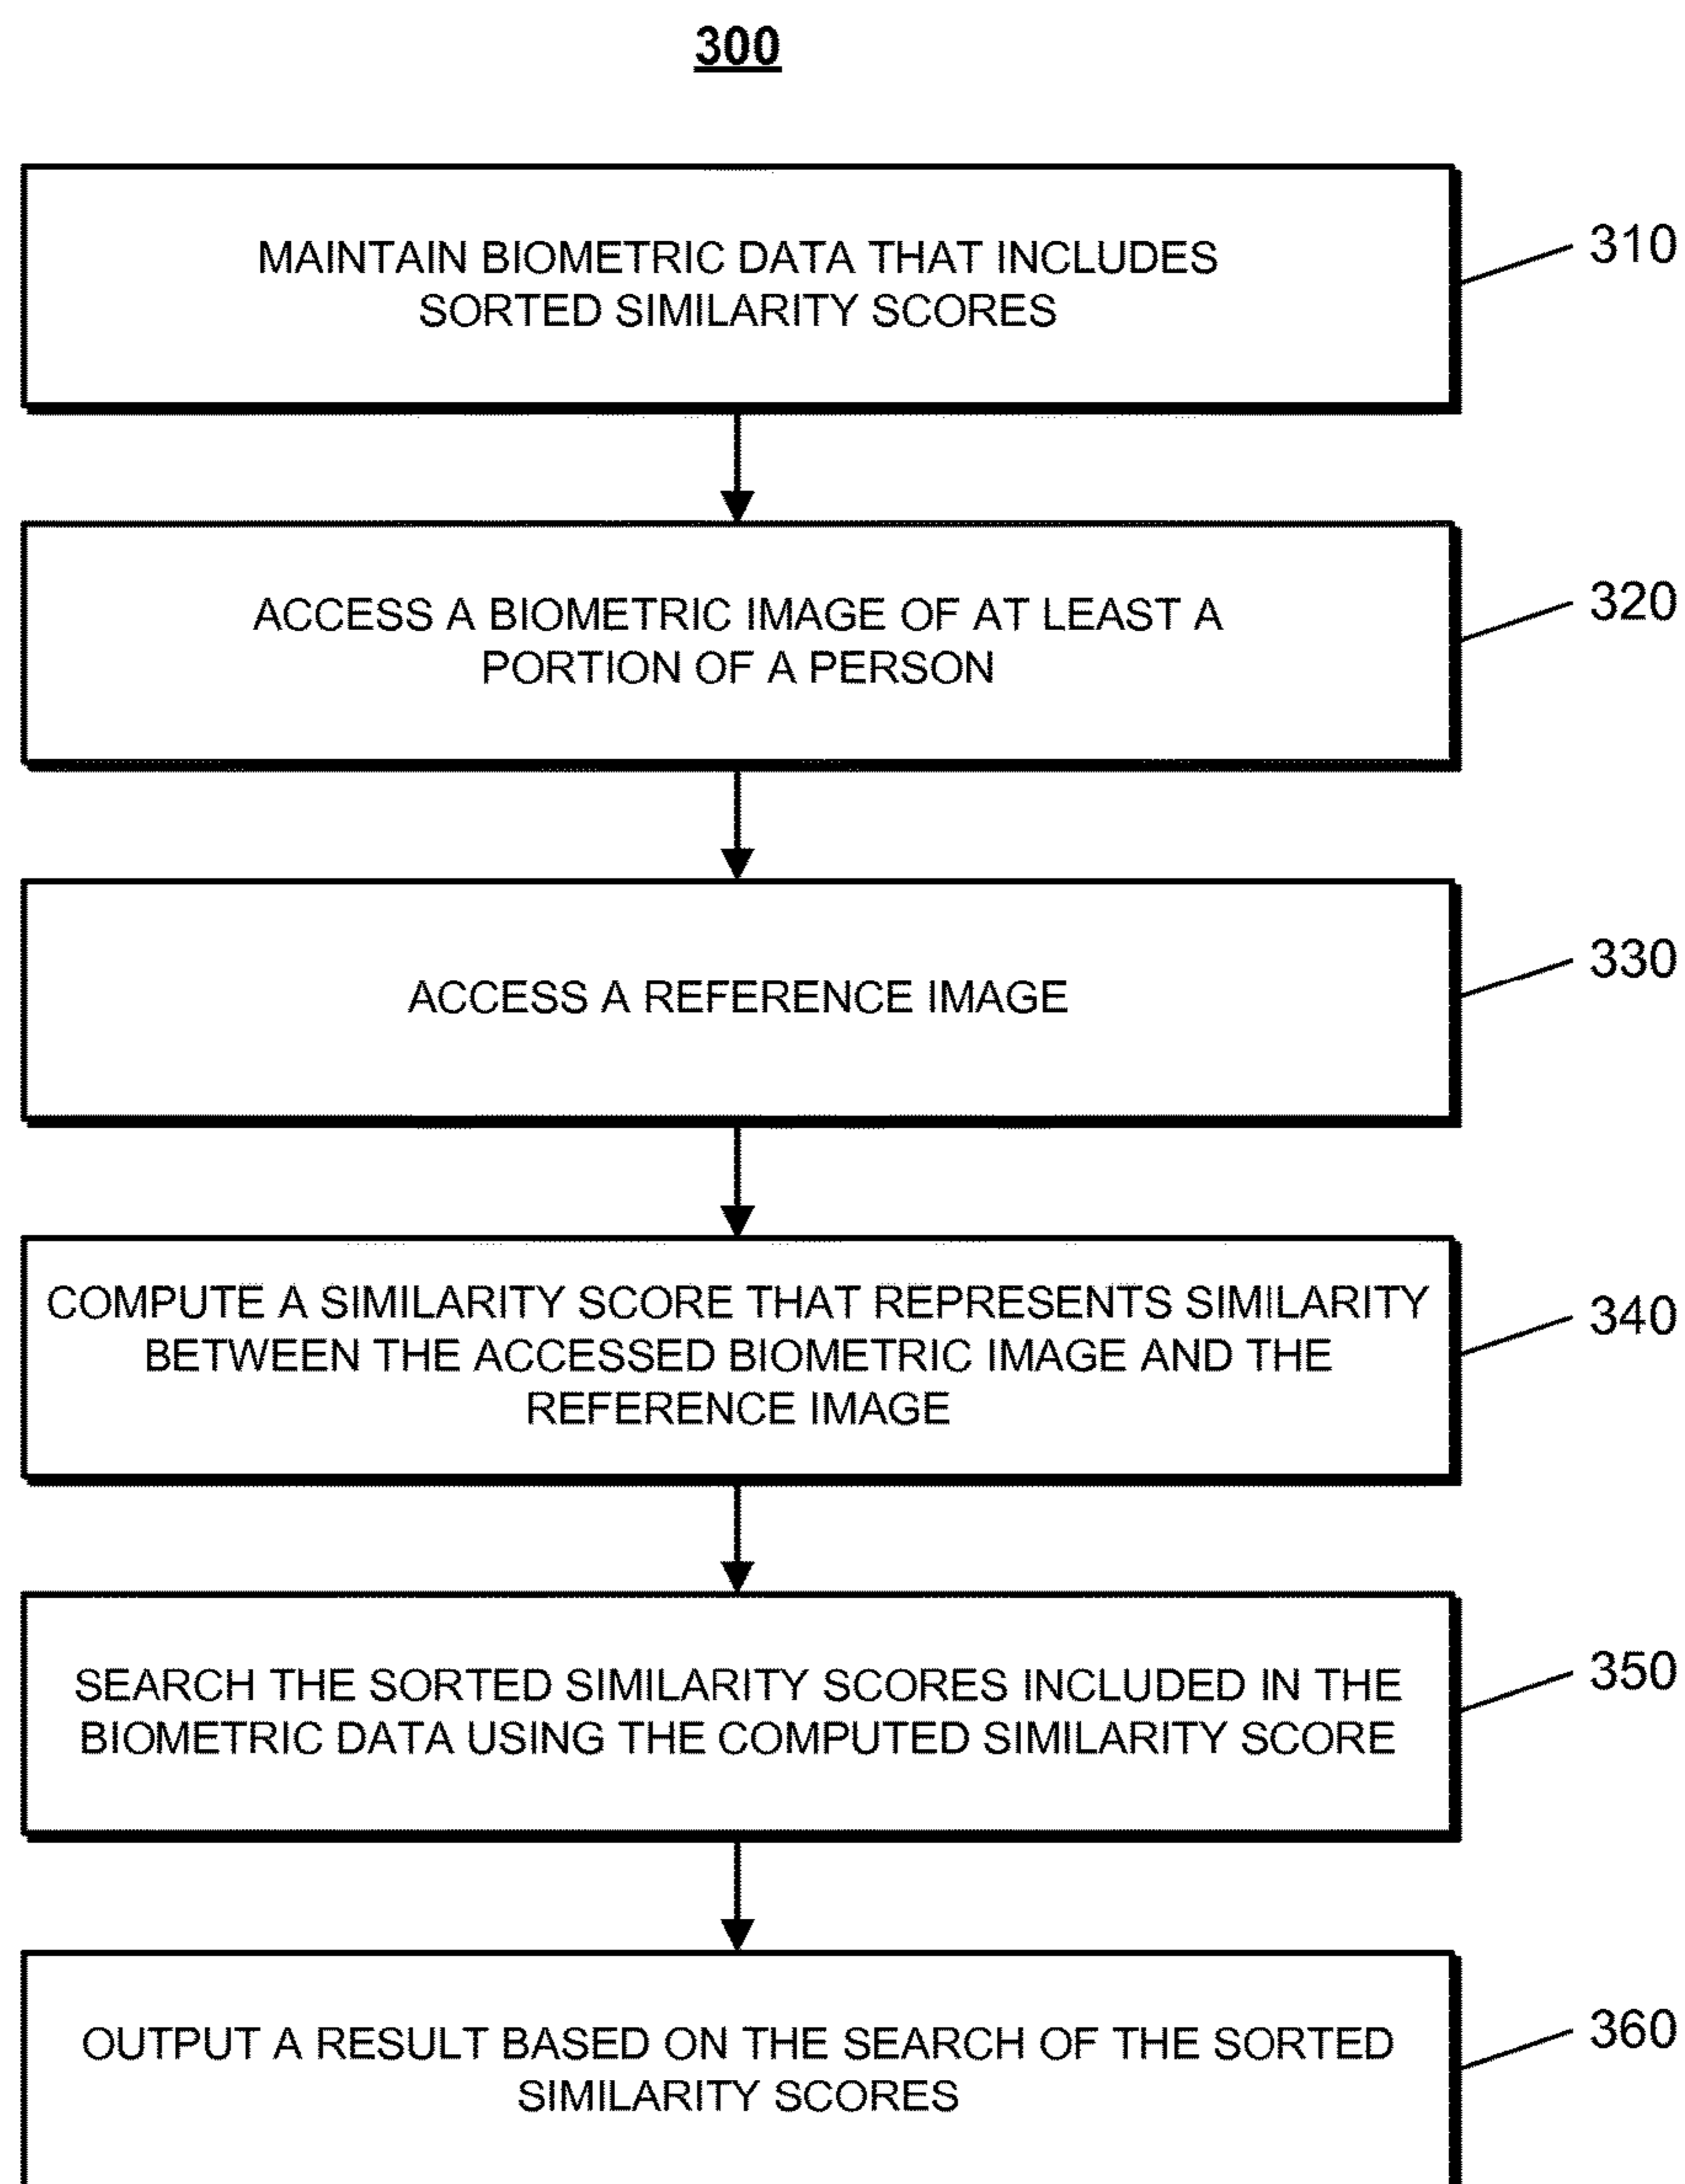 300
MAINTAIN BIOMETRIC DATA THAT INCLUDES
SORTED SIMILARITY SCORES
310
ACCESS A BIOMETRIC IMAGE OF AT LEAST A
PORTION OF A PERSON
320
ACCESS A REFERENCE IMAGE
330
COMPUTE A SIMILARITY SCORE THAT REPRESENTS SIMILARITY
BETWEEN THE ACCESSED BIOMETRIC IMAGE AND THE
REFERENCE IMAGE
340
SEARCH THE SORTED SIMILARITY SCORES INCLUDED IN THE
BIOMETRIC DATA USING THE COMPUTED SIMILARITY SCORE
350
OUTPUT A RESULT BASED ON THE SEARCH OF THE SORTED
SIMILARITY SCORES
360